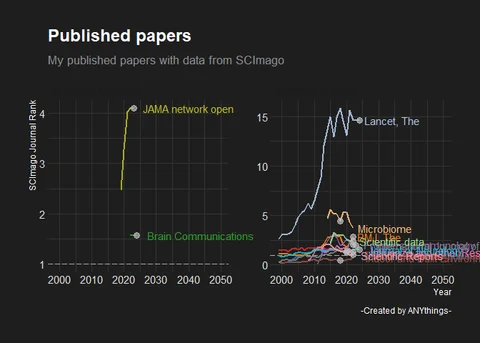 Published papers
My published papers with data from SCImago
SCImago Journal Rank
4
3
2
1
JAMA network open
Brain Communications
2000 2010 2020 2030 2040 2050
15
10
5
0
Lancet, The
Microbiome
BMJ, The
Scientific data
Scientific Reports
2000 2010 2020 2030 2040 2050
Year
-Created by ANYthings-